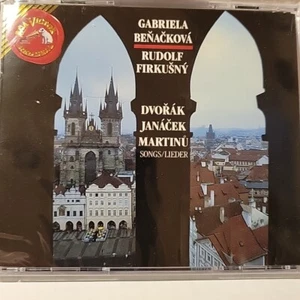 GABRIELA
BEŇAČKOVÁ
RUDOLF
FIRKUŠNÝ
DVOŘÁK
JANÁČEK
MARTINŮ
SONGS/LIEDER